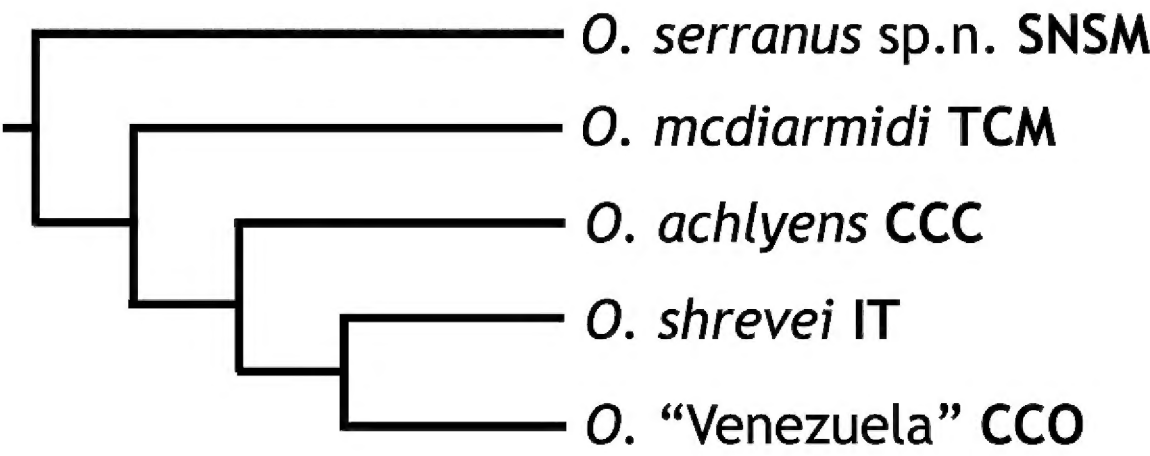 O. serranus sp.n. SNSM
O. mcdiarmidi TCM
O. achlyens CCC
O. shrevei IT
O. “Venezuela” CCO